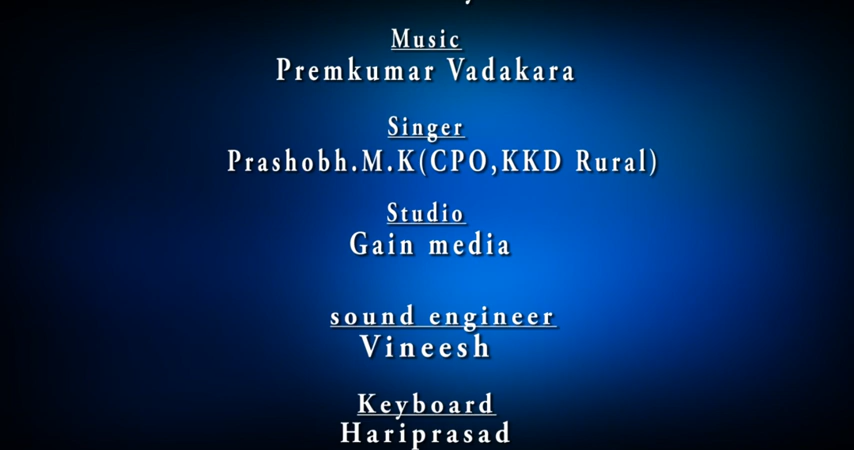 Music
Premkumar Vadakara
Singer
Prashobh.M.K(CPO,KKD Rural)
Studio
Gain media
sound engineer
Vineesh
Keyboard
Hariprasad